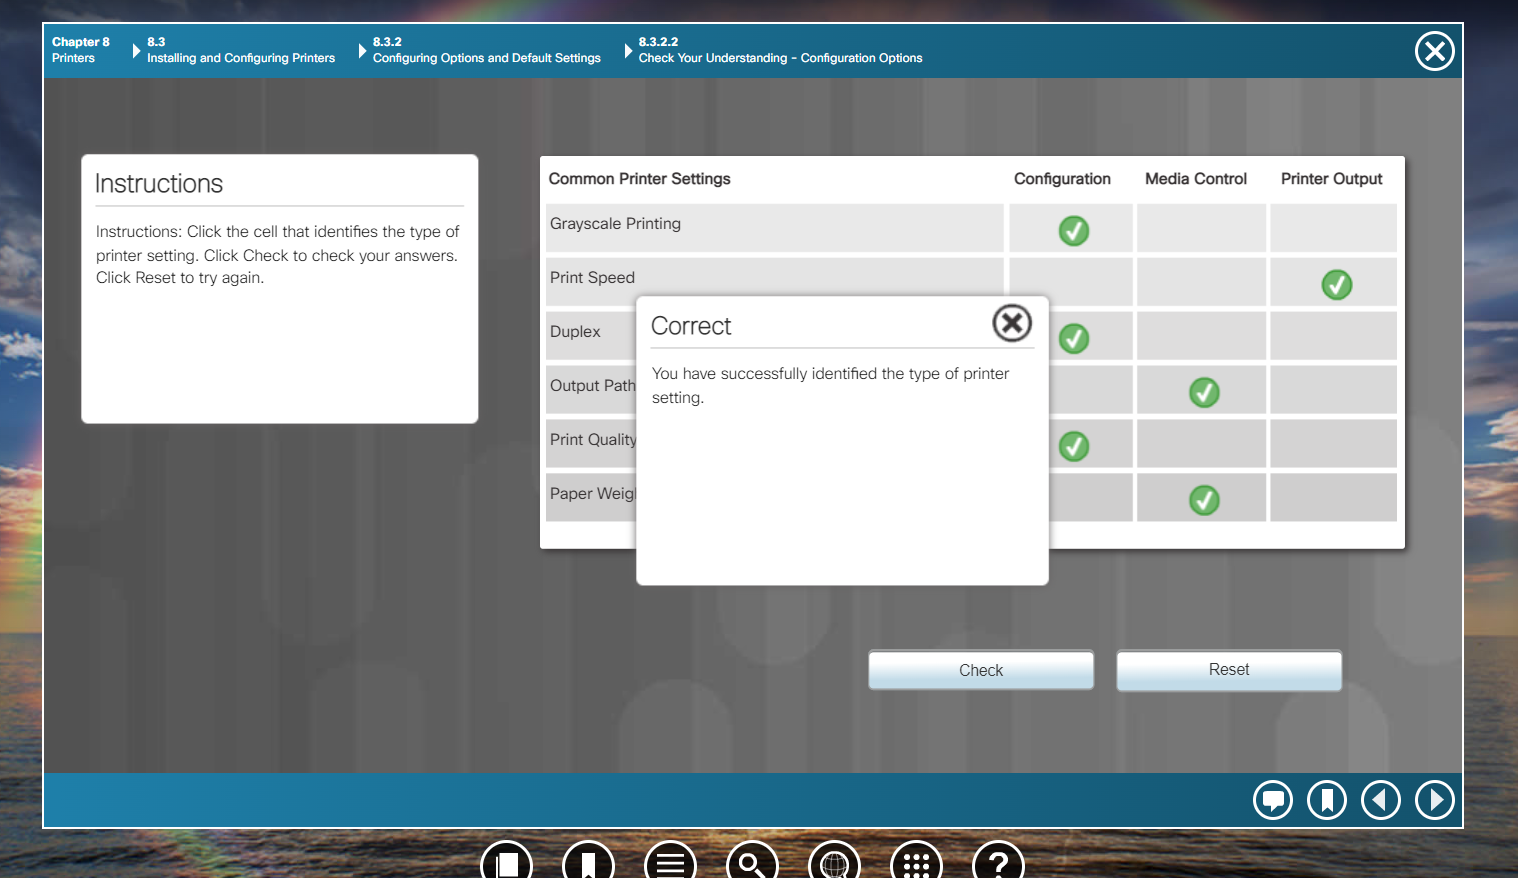 Chapter 8
Printers
8.3
Installing and Configuring Printers
8.3.2
Configuring Options and Default Settings
8.3.2.2
Check Your Understanding - Configuration Options
Instructions
Instructions: Click the cell that identifies the type of
printer setting. Click Check to check your answers.
Click Reset to try again.
Common Printer Settings Configuration Media Control Printer Output
Grayscale Printing
Print Speed
Duplex
Output Path
Print Quality
Paper Weig
Correct
You have successfully identified the type of printer
setting.
Check Reset
?